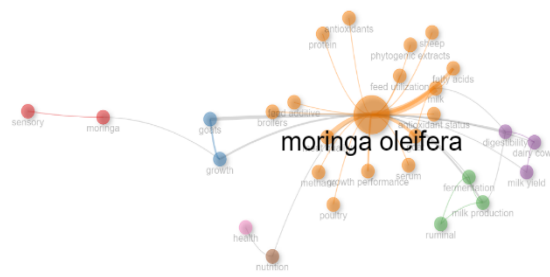 antioxidants
protein
sheep
phytogenic extracts
fatty acids
feed utilization
milk
feed additive
broilers
goats
sensory
moringa
antioxidant status
moringa oleifera
digestibility
dairy cow
growth
methane
growth performance
serum
fermentation
milk yield
poultry
milk production
ruminal
health
nutrition